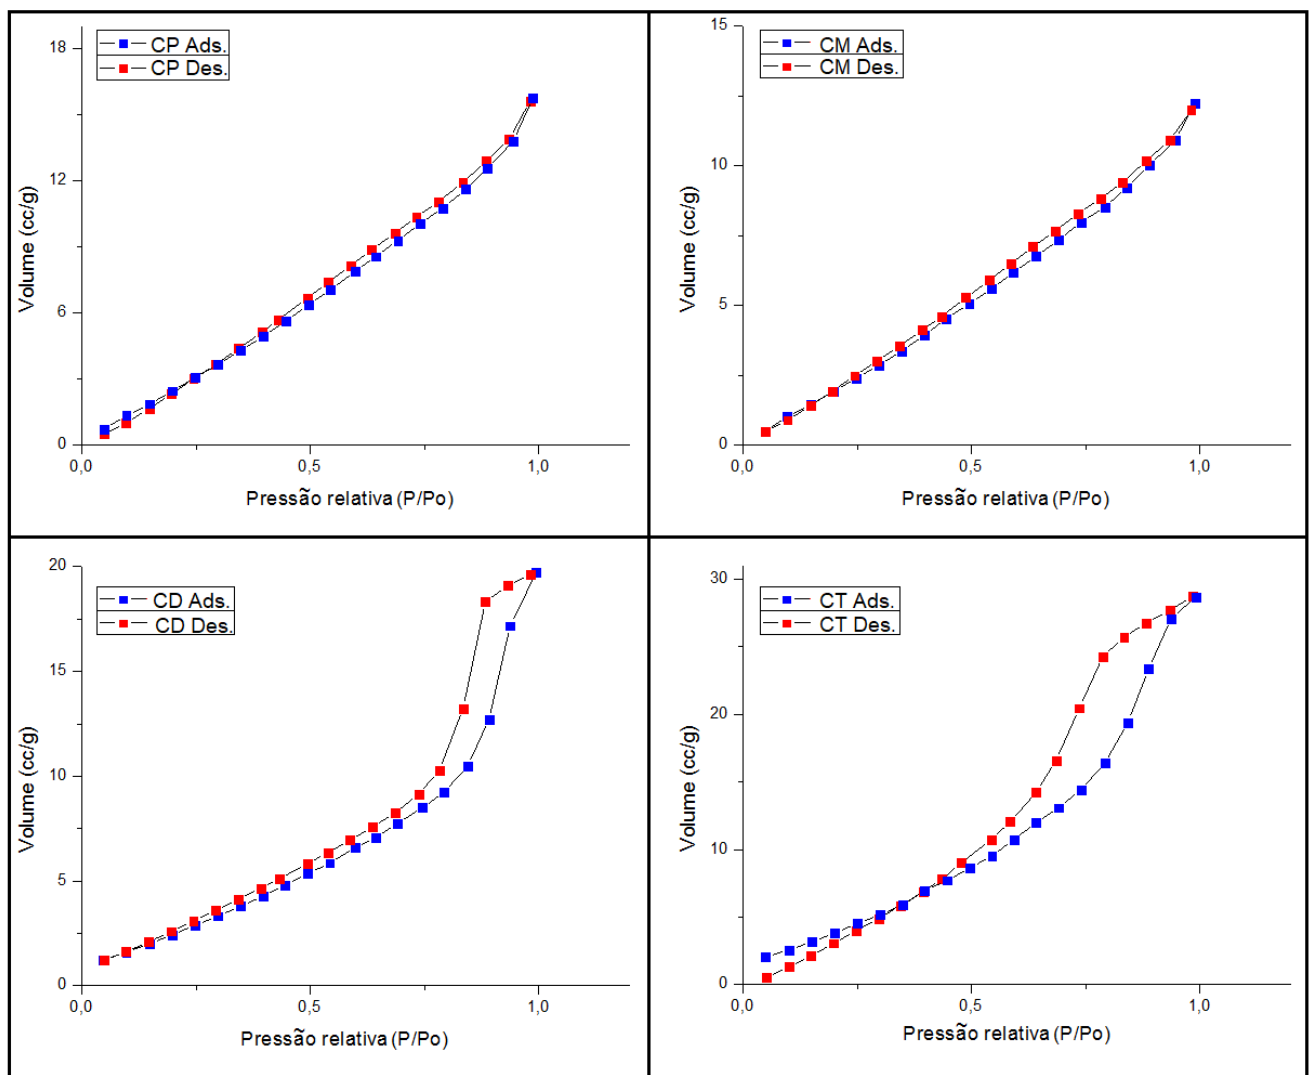 18
12
6
0
Volume (cc/g)
CP Ads.
CP Des.
0,0
0,5
1,0
Pressão relativa (P/Po)
15
10
5
0
Volume (cc/g)
CM Ads.
CM Des.
0,0
0,5
1,0
Pressão relativa (P/Po)
20
15
10
5
0
Volume (cc/g)
CD Ads.
CD Des.
0,0
0,5
1,0
Pressão relativa (P/Po)
30
20
10
0
Volume (cc/g)
CT Ads.
CT Des.
0,0
0,5
1,0
Pressão relativa (P/Po)